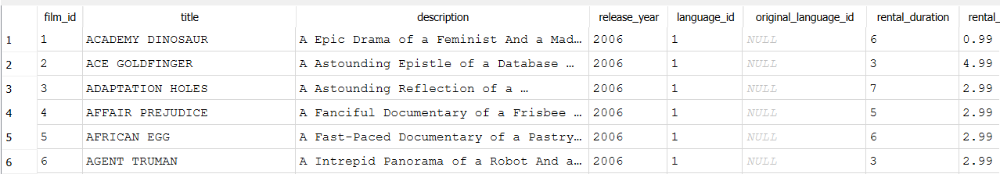 film_id title description release_year language_id original_language_id rental_duration rental_
1 1 ACADEMY DINOSAUR A Epic Drama of a Feminist And a Mad… 2006 1 NULL 6 0.99
2 2 ACE GOLDFINGER A Astounding Epistle of a Database … 2006 1 NULL 3 4.99
3 3 ADAPTATION HOLES A Astounding Reflection of a … 2006 1 NULL 7 2.99
4 4 AFFAIR PREJUDICE A Fanciful Documentary of a Frisbee … 2006 1 NULL 5 2.99
5 5 AFRICAN EGG A Fast-Paced Documentary of a Pastry… 2006 1 NULL 6 2.99
6 6 AGENT TRUMAN A Intrepid Panorama of a Robot And a… 2006 1 NULL 3 2.99